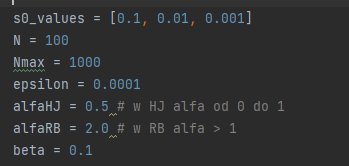 s0_values = [0.1, 0.01, 0.001]
N = 100
Nmax = 1000
epsilon = 0.0001
alfaHJ = 0.5 # w HJ alfa od 0 do 1
alfaRB = 2.0 # w RB alfa > 1
beta = 0.1